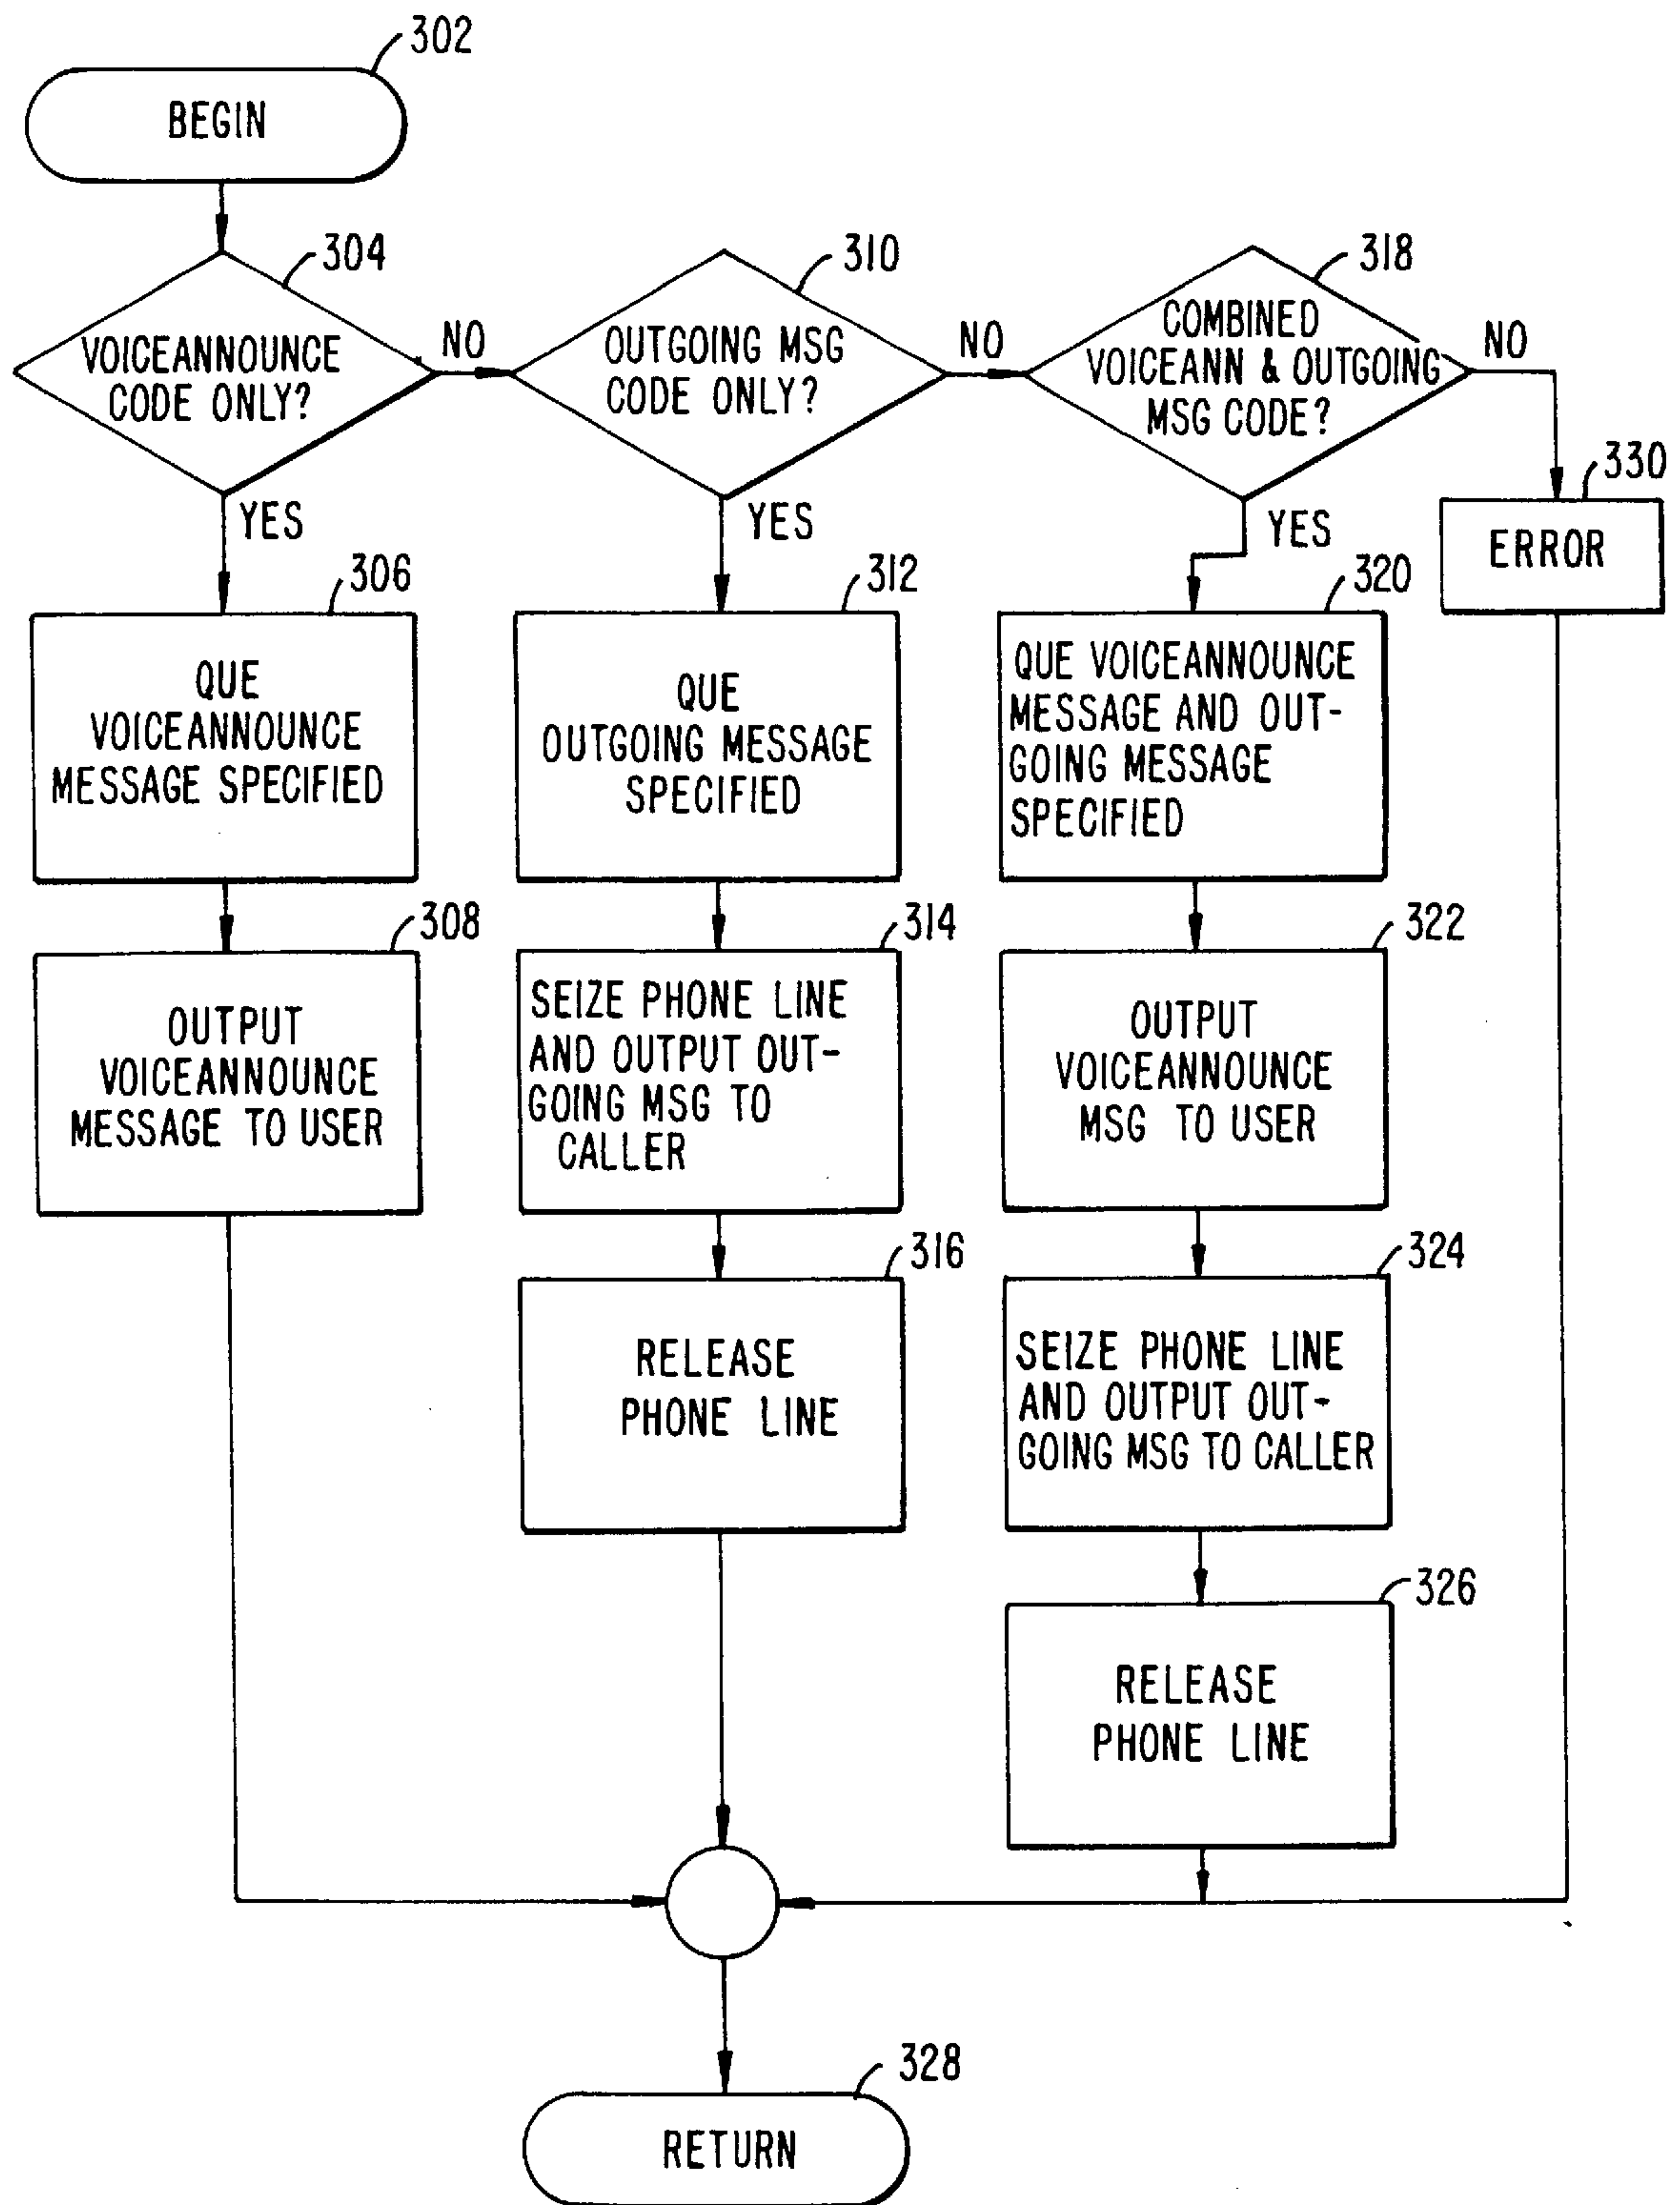 302
BEGIN
304
VOICEANNOUNCE
CODE ONLY?
NO
YES
310
OUTGOING MSG
CODE ONLY?
NO
YES
318
COMBINED
VOICEANN & OUTGOING
MSG CODE?
NO
YES
330
ERROR
306
QUE
VOICEANNOUNCE
MESSAGE SPECIFIED
312
QUE
OUTGOING MESSAGE
SPECIFIED
320
QUE VOICEANNOUNCE
MESSAGE AND OUT-
GOING MESSAGE
SPECIFIED
308
OUTPUT
VOICEANNOUNCE
MESSAGE TO USER
314
SEIZE PHONE LINE
AND OUTPUT OUT-
GOING MSG TO
CALLER
322
OUTPUT
VOICEANNOUNCE
MSG TO USER
316
RELEASE
PHONE LINE
324
SEIZE PHONE LINE
AND OUTPUT OUT-
GOING MSG TO CALLER
326
RELEASE
PHONE LINE
328
RETURN